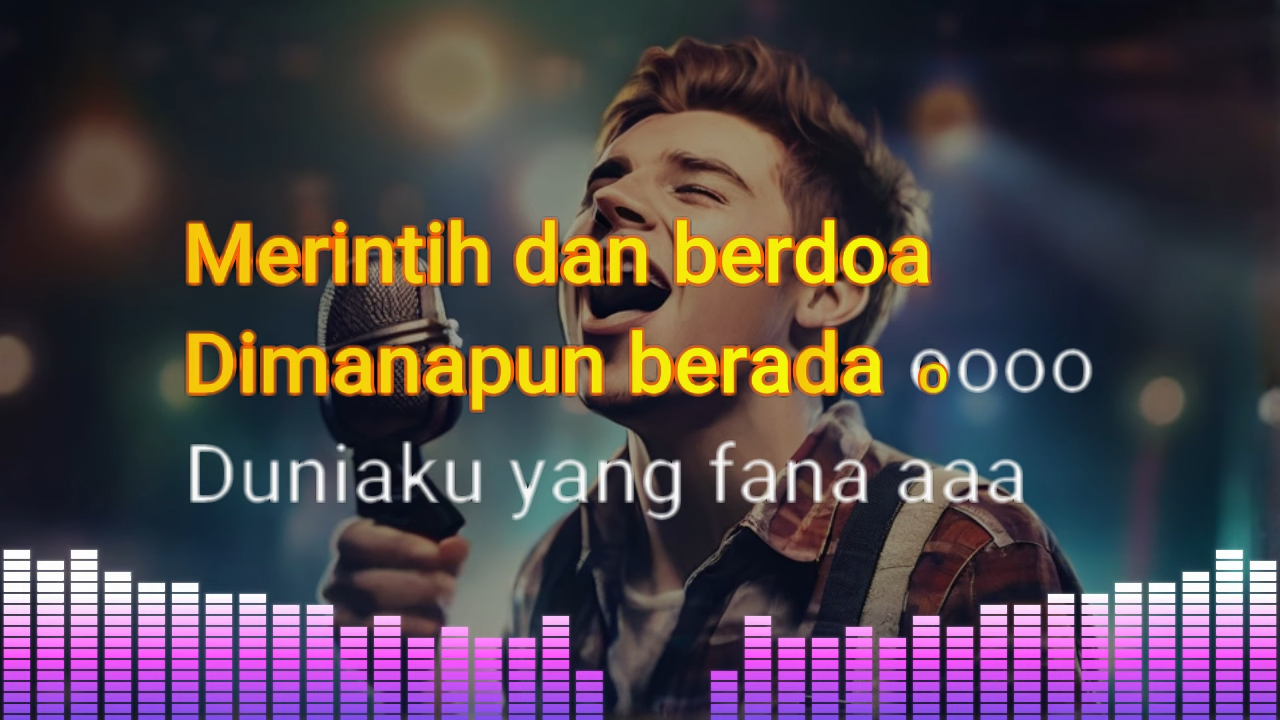 Merintih dan berdoa
Dimanapun berada oooo
Duniaku yang fana aaa